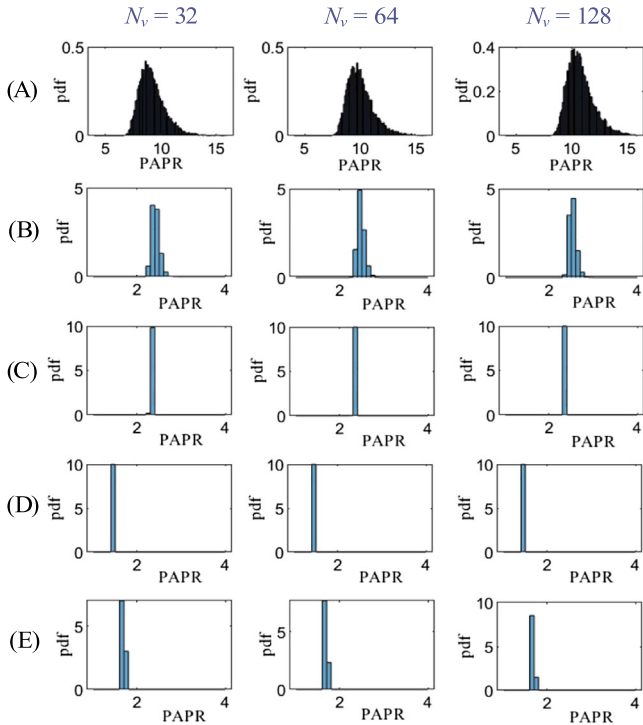 N_v = 32 N_v = 64 N_v = 128
(A)
pdf 0.5 0 5 10 15 PAPR
pdf 0.5 0 5 10 15 PAPR
pdf 0.4 0.2 0 5 10 15 PAPR
(B)
pdf 5 0 2 4 PAPR
pdf 5 0 2 4 PAPR
pdf 5 0 2 4 PAPR
(C)
pdf 10 5 0 2 4 PAPR
pdf 10 5 0 2 4 PAPR
pdf 10 5 0 2 4 PAPR
(D)
pdf 10 5 0 2 4 PAPR
pdf 10 5 0 2 4 PAPR
pdf 10 5 0 2 4 PAPR
(E)
pdf 5 0 2 4 PAPR
pdf 5 0 2 4 PAPR
pdf 10 5 0 2 4 PAPR